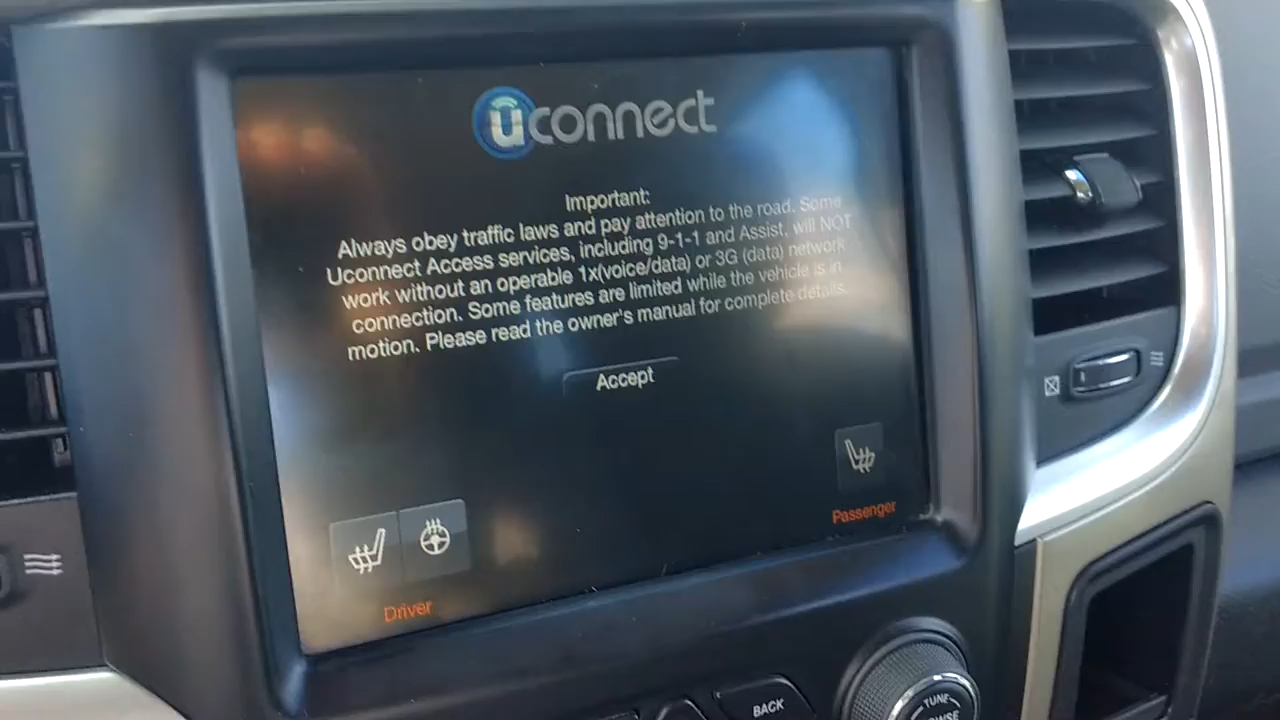 uconnect
Important:
Always obey traffic laws and pay attention to the road. Some
Uconnect Access services, including 9-1-1 and Assist, will NOT
work without an operable 1x(voice/data) or 3G (data) network
connection. Some features are limited while the vehicle is in
motion. Please read the owner's manual for complete details.
Accept
Driver
Passenger
BACK
TUNE